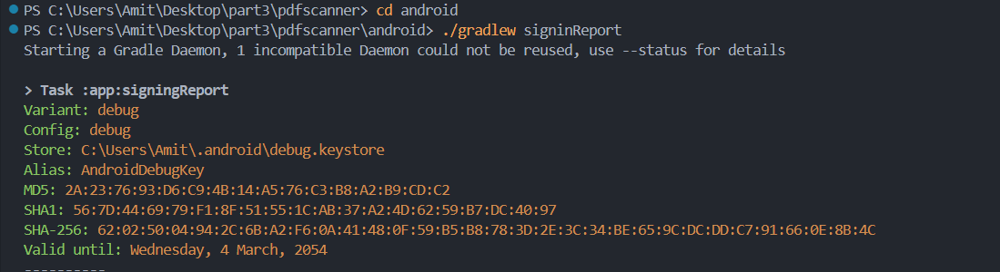 PS C:\Users\Amit\Desktop\part3\pdfscanner> cd android
PS C:\Users\Amit\Desktop\part3\pdfscanner\android> ./gradlew signinReport
Starting a Gradle Daemon, 1 incompatible Daemon could not be reused, use --status for details
> Task :app:signingReport
Variant: debug
Config: debug
Store: C:\Users\Amit\.android\debug.keystore
Alias: AndroidDebugKey
MD5: 2A:23:76:93:D6:C9:4B:14:A5:76:C3:B8:A2:B9:CD:C2
SHA1: 56:7D:44:69:79:F1:8F:51:55:1C:AB:37:A2:4D:62:59:B7:DC:40:97
SHA-256: 62:02:50:04:94:2C:6B:A2:F6:0A:41:48:0F:59:B5:B8:78:3D:2E:3C:34:BE:65:9C:DC:DD:C7:91:66:0E:8B:4C
Valid until: Wednesday, 4 March, 2054
----------